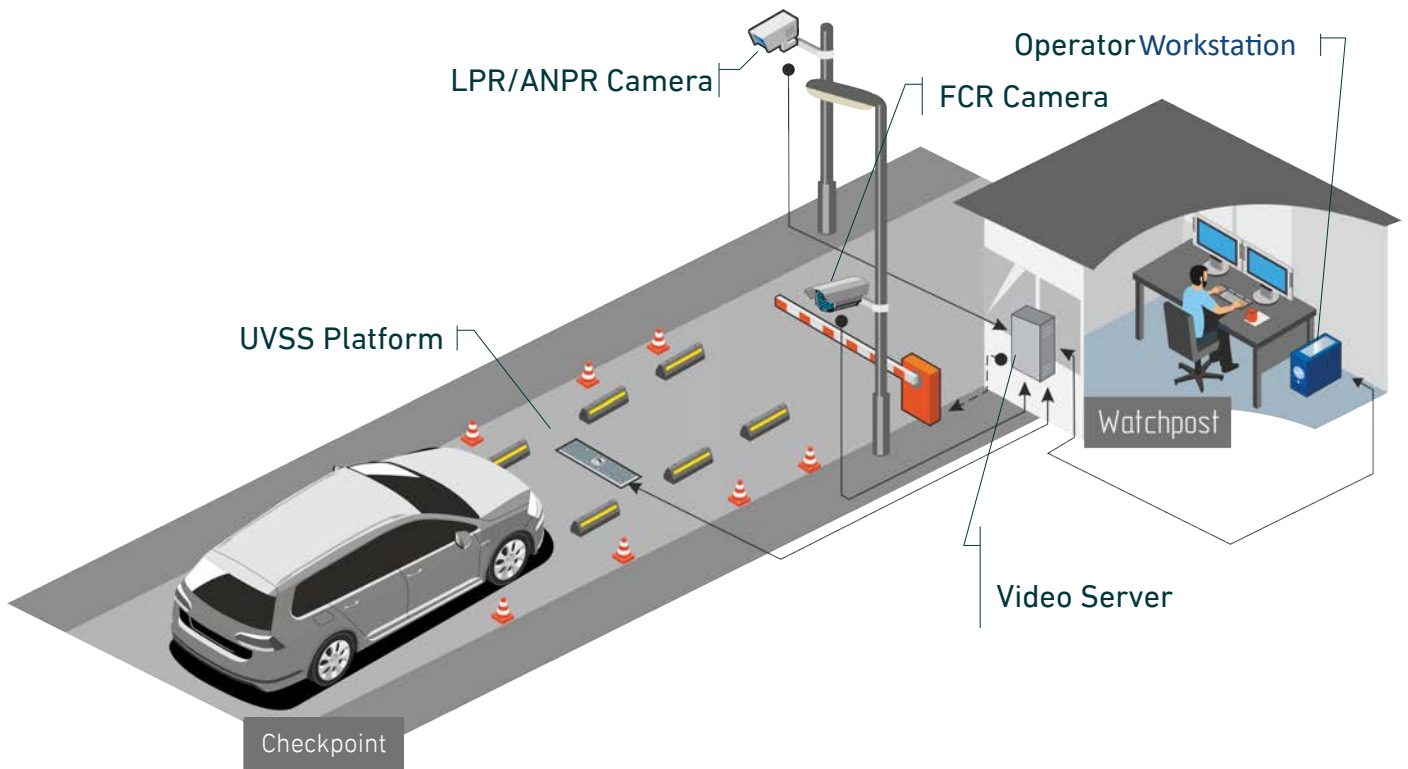 Operator Workstation
LPR/ANPR Camera
FCR Camera
UVSS Platform
Watchpost
Video Server
Checkpoint